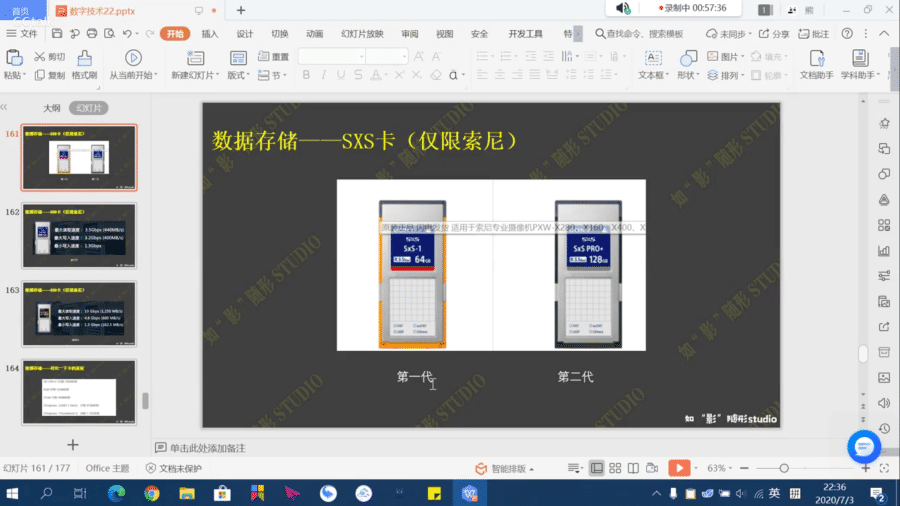 首页
数字技术22.pptx
录制中 00:57:36
1
熊
文件
开始
插入
设计
切换
动画
幻灯片放映
审阅
视图
安全
开发工具
特
查找命令、搜索模板
未同步
分享
批注
粘贴
剪切
复制
格式刷
从当前开始
新建幻灯片
版式
重置
节
B I U S A
文本框
形状
图片
排列
填充
轮廓
文档助手
学科助手
大纲
幻灯片
161
162
163
164
数据存储——SXS卡（仅限索尼）
原装正品 闪电发货 适用于索尼专业摄像机PXW-X280、X160、X400、X
SxS
SxS-1
64GB
SxS
SxS PRO+
128GB
第一代
第二代
如“影”随形studio
单击此处添加备注
幻灯片 161 / 177
Office 主题
文档未保护
智能排版
63%
英
拼
22:36
2020/7/3
2